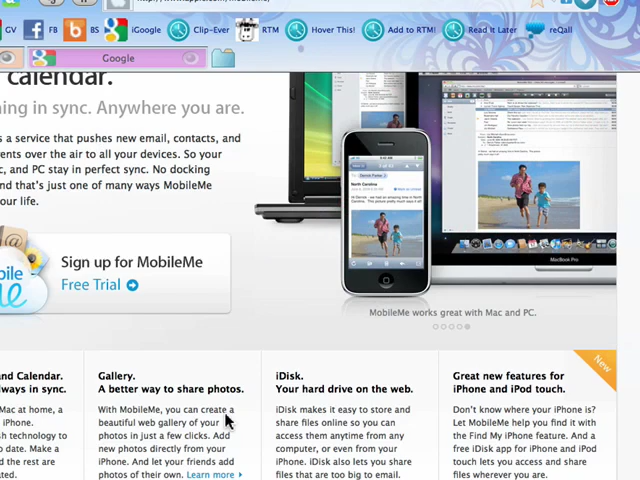 GV FB BS iGoogle Clip-Ever RTM Hover This! Add to RTM! Read It Later reQall
Google
calendar.
ing in sync. Anywhere you are.
s a service that pushes new email, contacts, and
ents over the air to all your devices. So your
c, and PC stay in perfect sync. No docking
nd that's just one of many ways MobileMe
our life.
Sign up for MobileMe
Free Trial
North Carolina
MacBook Pro
MobileMe works great with Mac and PC.
New
and Calendar.
lways in sync.
Mac at home, a
iPhone.
sh technology to
o date. Make a
d the rest are
ated.
Gallery.
A better way to share photos.
With MobileMe, you can create a
beautiful web gallery of your
photos in just a few clicks. Add
new photos directly from your
iPhone. And let your friends add
photos of their own. Learn more
iDisk.
Your hard drive on the web.
iDisk makes it easy to store and
share files online so you can
access them anytime from any
computer, or even from your
iPhone. iDisk also lets you share
files that are too big to email.
Great new features for
iPhone and iPod touch.
Don't know where your iPhone is?
Let MobileMe help you find it with
the Find My iPhone feature. And a
free iDisk app for iPhone and iPod
touch lets you access and share
files wherever you are.